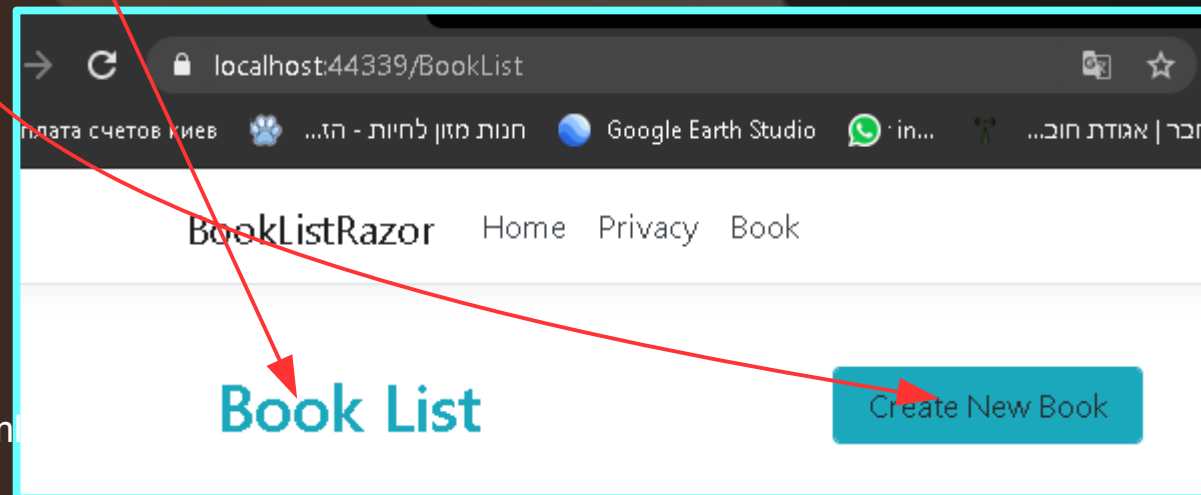 localhost:44339/BookList
плата счетов киев חנות מזון לחיות - הז... Google Earth Studio in... חבר | אגודת חוב...
BookListRazor Home Privacy Book
Book List Create New Book